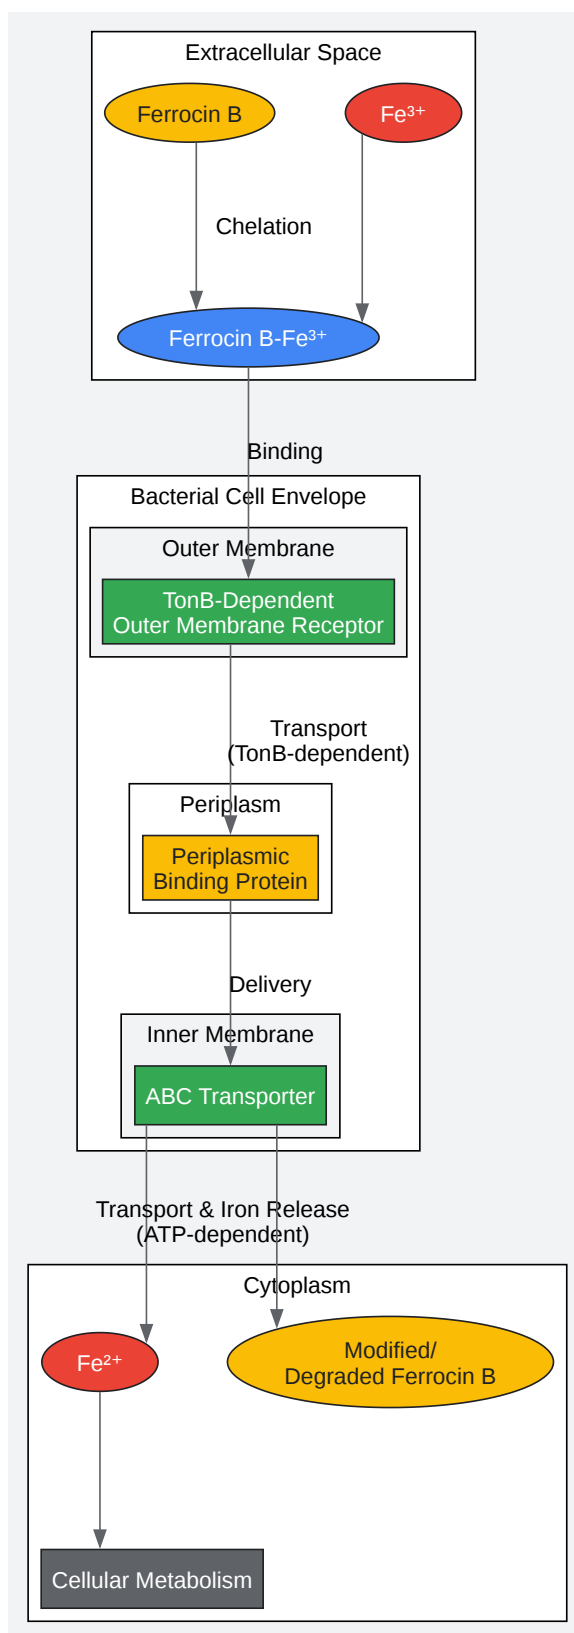 Extracellular Space
Ferrocin B
Fe³⁺
Chelation
Ferrocin B-Fe³⁺
Binding
Bacterial Cell Envelope
Outer Membrane
TonB-Dependent
Outer Membrane Receptor
Transport
(TonB-dependent)
Periplasm
Periplasmic
Binding Protein
Delivery
Inner Membrane
ABC Transporter
Transport & Iron Release
(ATP-dependent)
Cytoplasm
Fe²⁺
Modified/
Degraded Ferrocin B
Cellular Metabolism